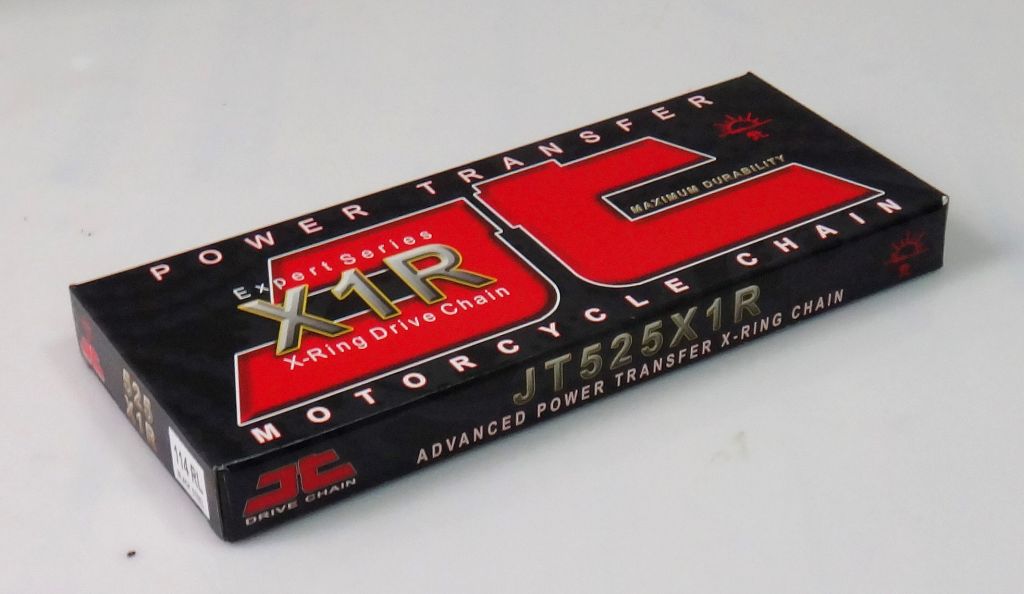 POWER TRANSFER
MAXIMUM DURABILITY
Expert Series
X1R
X-Ring Drive Chain
MOTORCYCLE CHAIN
JT525X1R
ADVANCED POWER TRANSFER X-RING CHAIN
JT
DRIVE CHAIN
525
X1R
114 RL